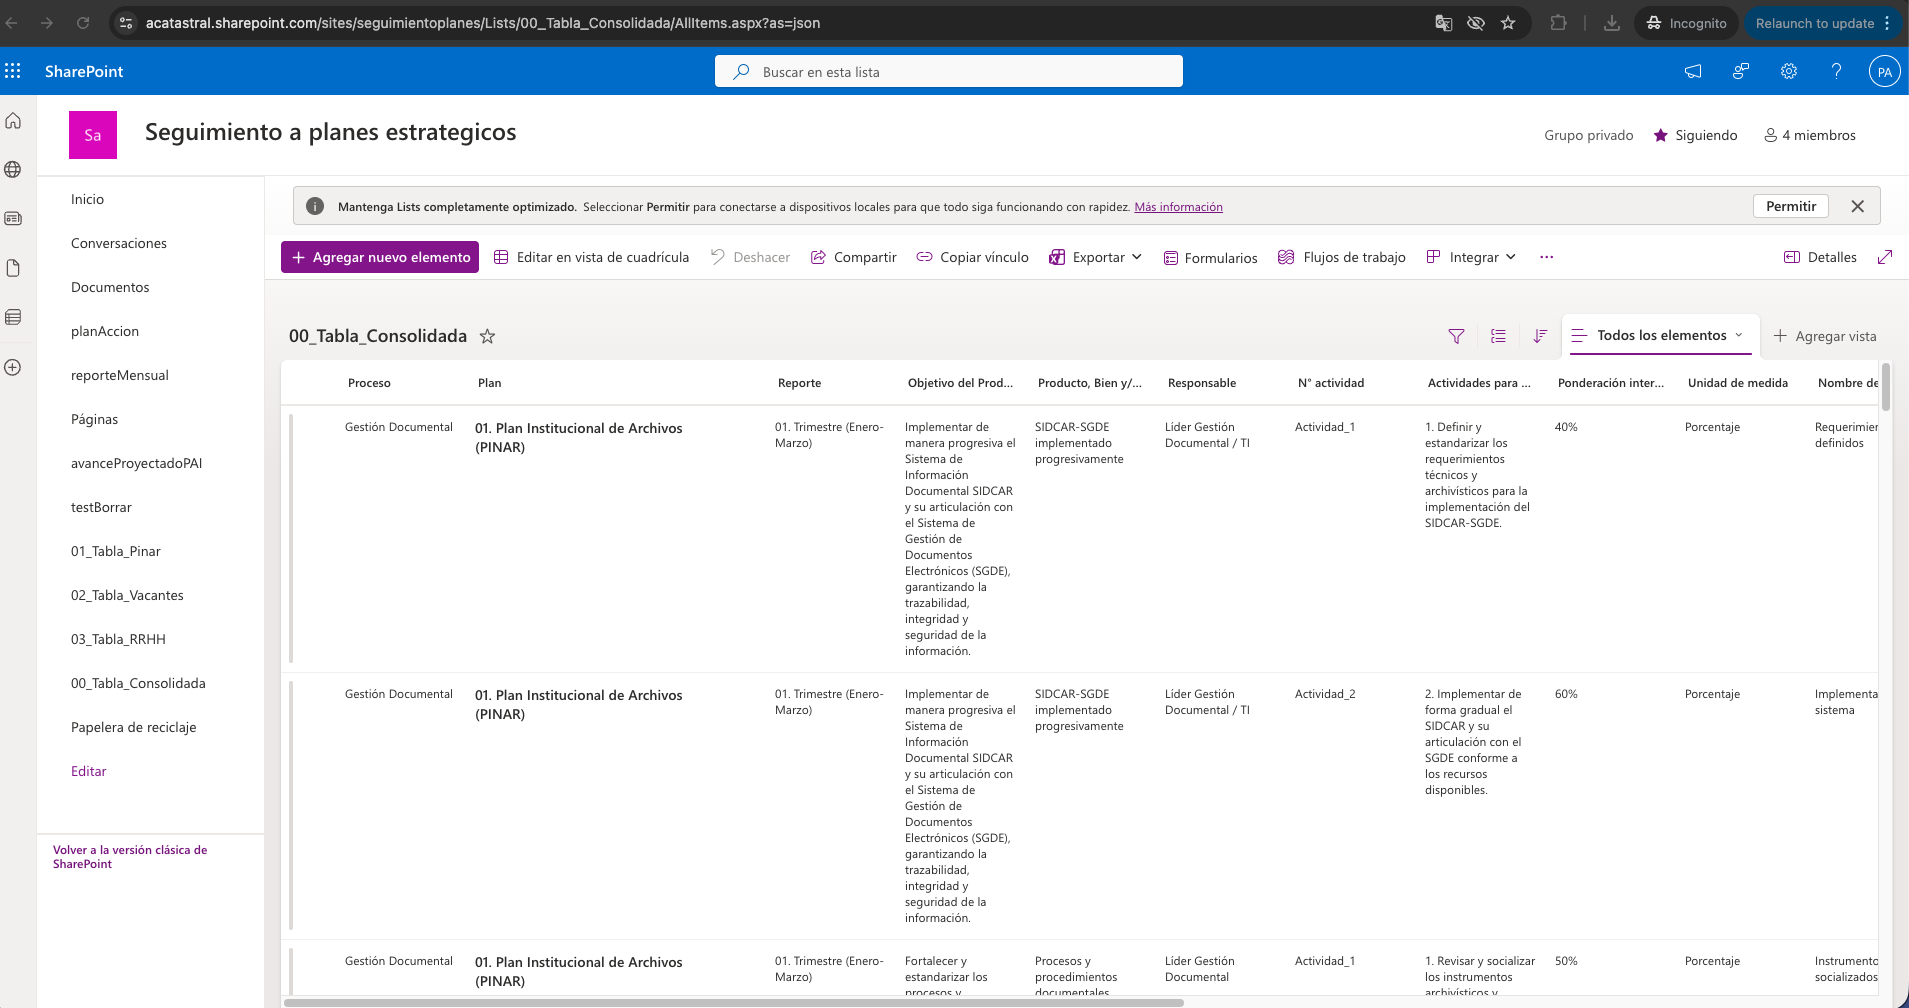 acatastral.sharepoint.com/sites/seguimientoplanes/Lists/00_Tabla_Consolidada/AllItems.aspx?as=json
Incognito
Relaunch to update
SharePoint
Buscar en esta lista
PA
Sa
Seguimiento a planes estrategicos
Grupo privado
Siguiendo
4 miembros
Inicio
Conversaciones
Documentos
planAccion
reporteMensual
Páginas
avanceProyectadoPAI
testBorrar
01_Tabla_Pinar
02_Tabla_Vacantes
03_Tabla_RRHH
00_Tabla_Consolidada
Papelera de reciclaje
Editar
Volver a la versión clásica de
SharePoint
Mantenga Lists completamente optimizado. Seleccionar Permitir para conectarse a dispositivos locales para que todo siga funcionando con rapidez. Más información
Permitir
Agregar nuevo elemento
Editar en vista de cuadrícula
Deshacer
Compartir
Copiar vínculo
Exportar
Formularios
Flujos de trabajo
Integrar
Detalles
00_Tabla_Consolidada
Todos los elementos
Agregar vista
Proceso
Plan
Reporte
Objetivo del Prod...
Producto, Bien y/...
Responsable
N° actividad
Actividades para ...
Ponderación inter...
Unidad de medida
Nombre de
Gestión Documental
01. Plan Institucional de Archivos
(PINAR)
01. Trimestre (Enero-
Marzo)
Implementar de
manera progresiva el
Sistema de
Información
Documental SIDCAR
y su articulación con
el Sistema de
Gestión de
Documentos
Electrónicos (SGDE),
garantizando la
trazabilidad,
integridad y
seguridad de la
información.
SIDCAR-SGDE
implementado
progresivamente
Líder Gestión
Documental / TI
Actividad_1
1. Definir y
estandarizar los
requerimientos
técnicos y
archivísticos para la
implementación del
SIDCAR-SGDE.
40%
Porcentaje
Requerimien
definidos
Gestión Documental
01. Plan Institucional de Archivos
(PINAR)
01. Trimestre (Enero-
Marzo)
Implementar de
manera progresiva el
Sistema de
Información
Documental SIDCAR
y su articulación con
el Sistema de
Gestión de
Documentos
Electrónicos (SGDE),
garantizando la
trazabilidad,
integridad y
seguridad de la
información.
SIDCAR-SGDE
implementado
progresivamente
Líder Gestión
Documental / TI
Actividad_2
2. Implementar de
forma gradual el
SIDCAR y su
articulación con el
SGDE conforme a
los recursos
disponibles.
60%
Porcentaje
Implementa
sistema
Gestión Documental
01. Plan Institucional de Archivos
(PINAR)
01. Trimestre (Enero-
Marzo)
Fortalecer y
estandarizar los
procesos y
Procesos y
procedimientos
documentales
Líder Gestión
Documental
Actividad_1
1. Revisar y socializar
los instrumentos
archivísticos y
50%
Porcentaje
Instrumento
socializados